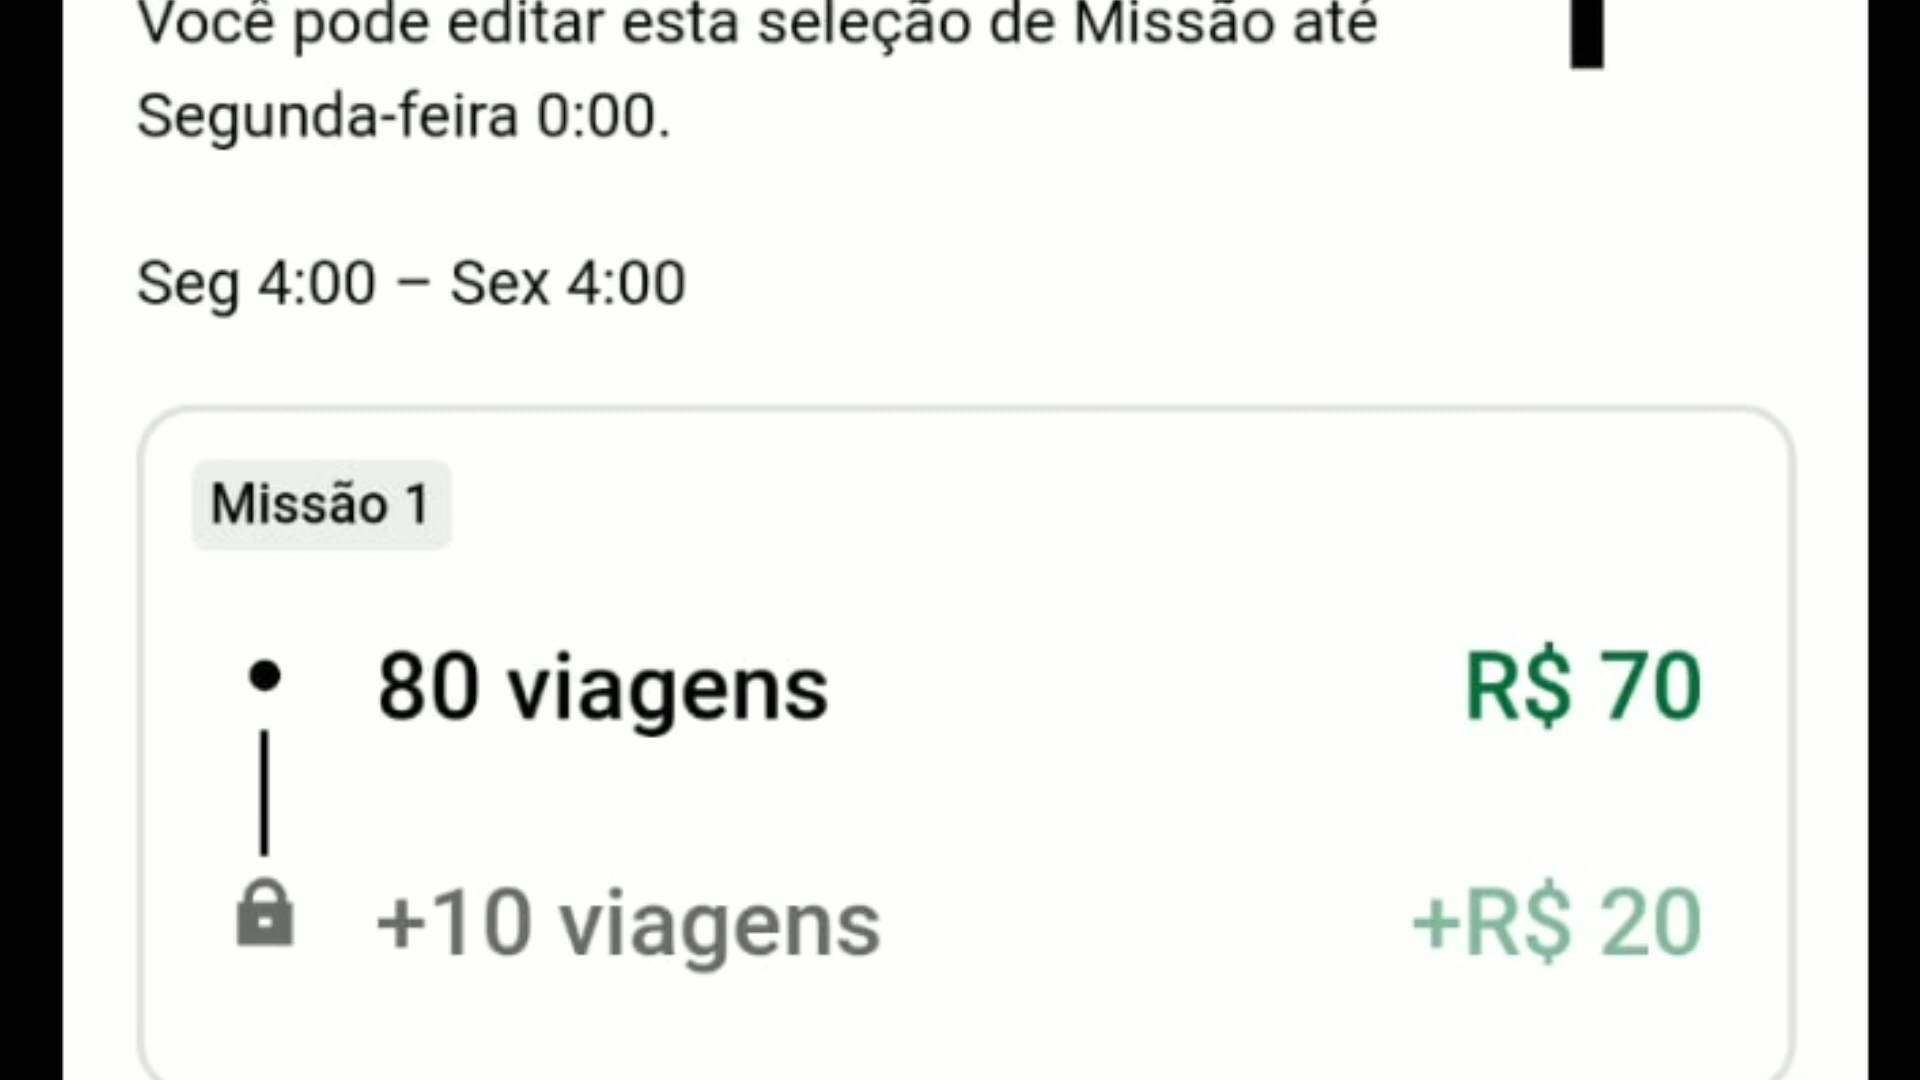 Você pode editar esta seleção de Missão até
Segunda-feira 0:00.
Seg 4:00 – Sex 4:00
Missão 1
80 viagens R$ 70
+10 viagens +R$ 20